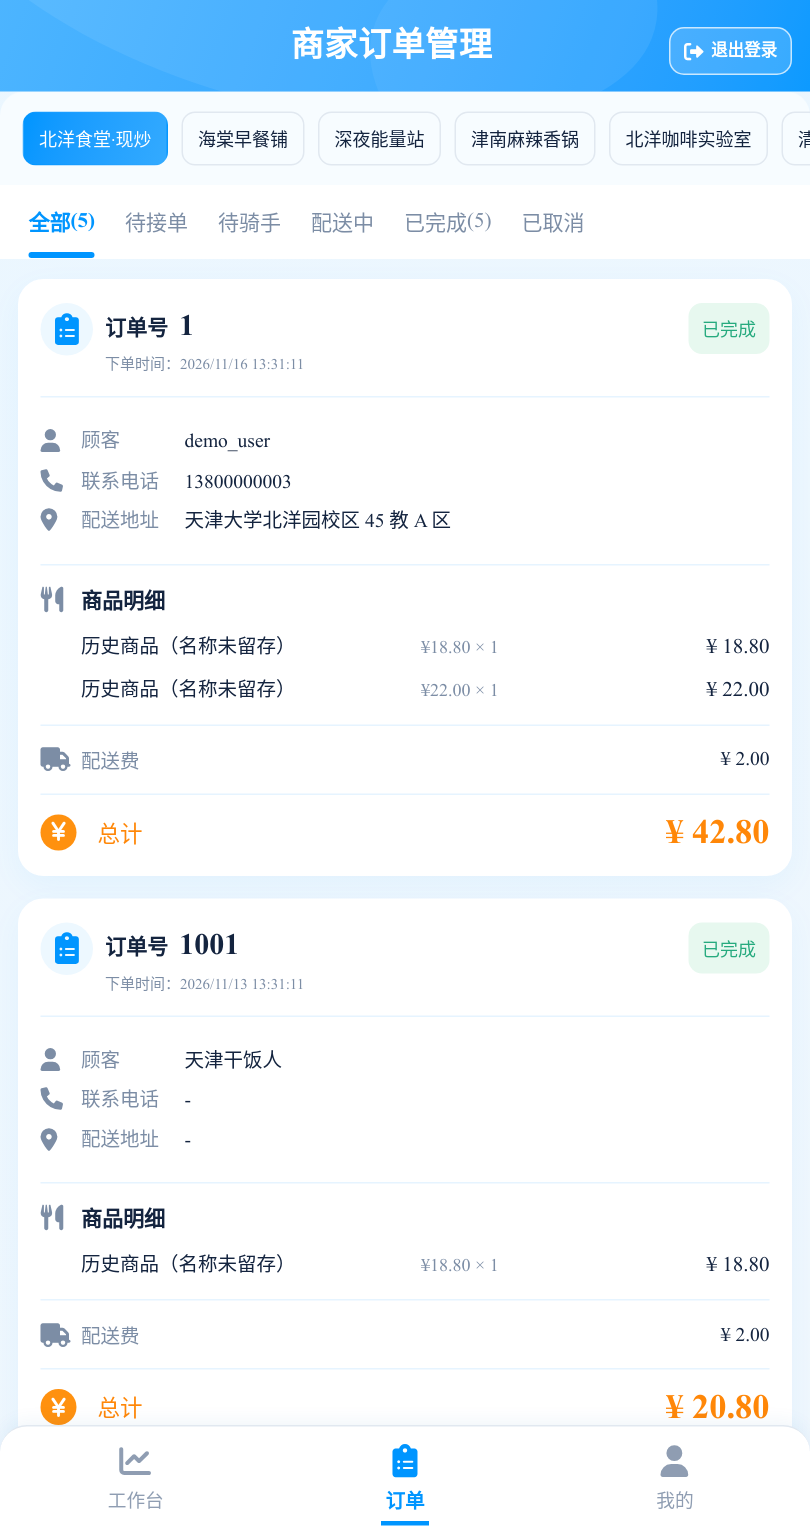 商家订单管理
退出登录
北洋食堂·现炒 海棠早餐铺 深夜能量站 津南麻辣香锅 北洋咖啡实验室
全部(5) 待接单 待骑手 配送中 已完成(5) 已取消
订单号 1 已完成
下单时间：2026/11/16 13:31:11
顾客 demo_user
联系电话 13800000003
配送地址 天津大学北洋园校区 45 教 A 区
商品明细
历史商品（名称未留存） ¥18.80 × 1 ¥ 18.80
历史商品（名称未留存） ¥22.00 × 1 ¥ 22.00
配送费 ¥ 2.00
¥ 总计 ¥ 42.80
订单号 1001 已完成
下单时间：2026/11/13 13:31:11
顾客 天津干饭人
联系电话 -
配送地址 -
商品明细
历史商品（名称未留存） ¥18.80 × 1 ¥ 18.80
配送费 ¥ 2.00
¥ 总计 ¥ 20.80
工作台 订单 我的